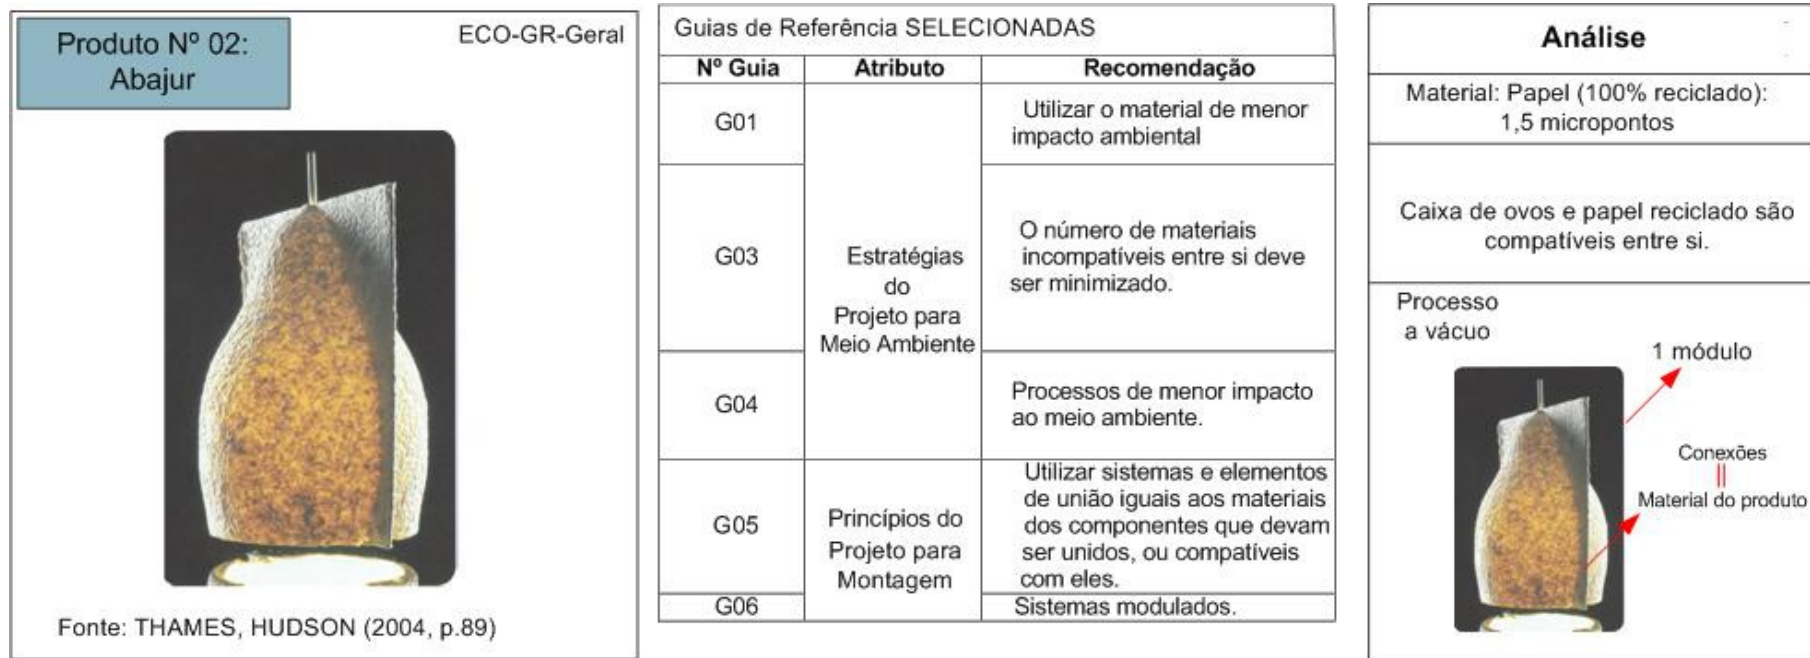 Produto Nº 02:
Abajur
ECO-GR-Geral
Fonte: THAMES, HUDSON (2004, p.89)
Guias de Referência SELECIONADAS
Nº Guia Atributo Recomendação
G01
Utilizar o material de menor
impacto ambiental
G03
O número de materiais
incompatíveis entre si deve
ser minimizado.
Estratégias
do
Projeto para
Meio Ambiente
G04
Processos de menor impacto
ao meio ambiente.
G05
Princípios do
Projeto para
Montagem
Utilizar sistemas e elementos
de união iguais aos materiais
dos componentes que devam
ser unidos, ou compatíveis
com eles.
G06
Sistemas modulados.
Análise
Material: Papel (100% reciclado):
1,5 micropontos
Caixa de ovos e papel reciclado são
compatíveis entre si.
Processo
a vácuo
1 módulo
Conexões
Material do produto